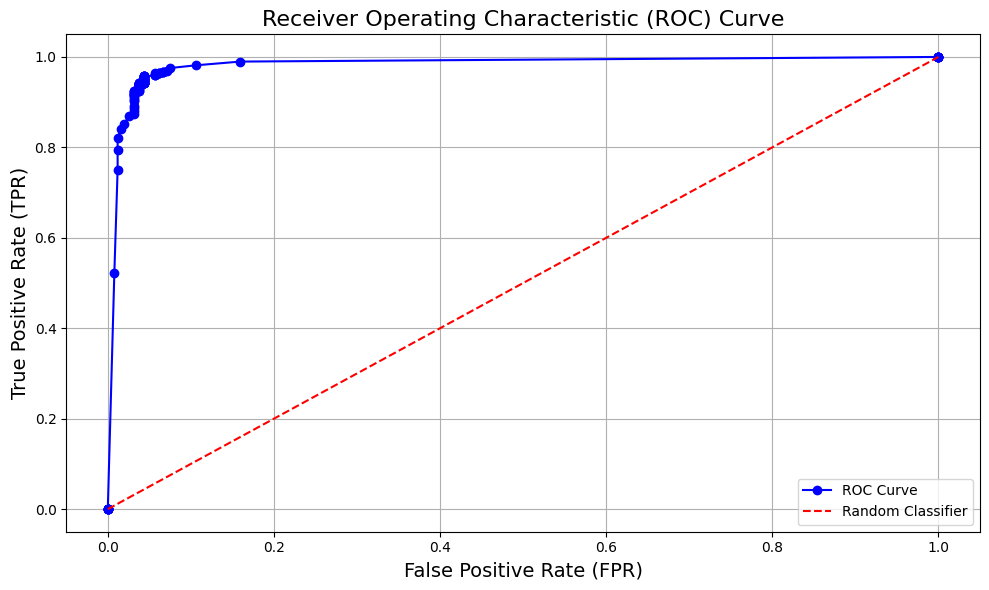 Receiver Operating Characteristic (ROC) Curve
True Positive Rate (TPR)
1.0
0.8
0.6
0.4
0.2
0.0
0.0 0.2 0.4 0.6 0.8 1.0
False Positive Rate (FPR)
ROC Curve
Random Classifier